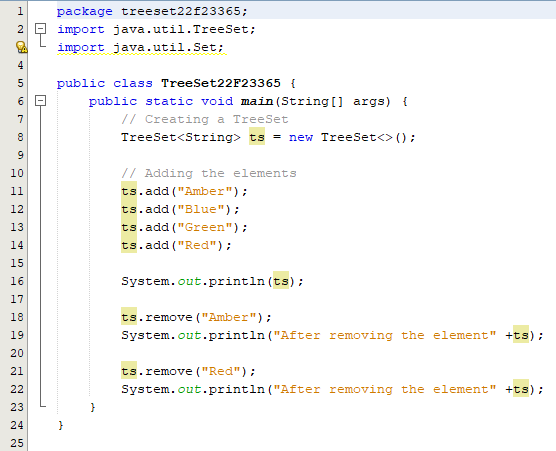 1 package treeset22f23365;
2 import java.util.TreeSet;
import java.util.Set;
4
5 public class TreeSet22F23365 {
6 public static void main(String[] args) {
7 // Creating a TreeSet
8 TreeSet<String> ts = new TreeSet<>();
9
10 // Adding the elements
11 ts.add("Amber");
12 ts.add("Blue");
13 ts.add("Green");
14 ts.add("Red");
15
16 System.out.println(ts);
17
18 ts.remove("Amber");
19 System.out.println("After removing the element" +ts);
20
21 ts.remove("Red");
22 System.out.println("After removing the element" +ts);
23 }
24 }
25